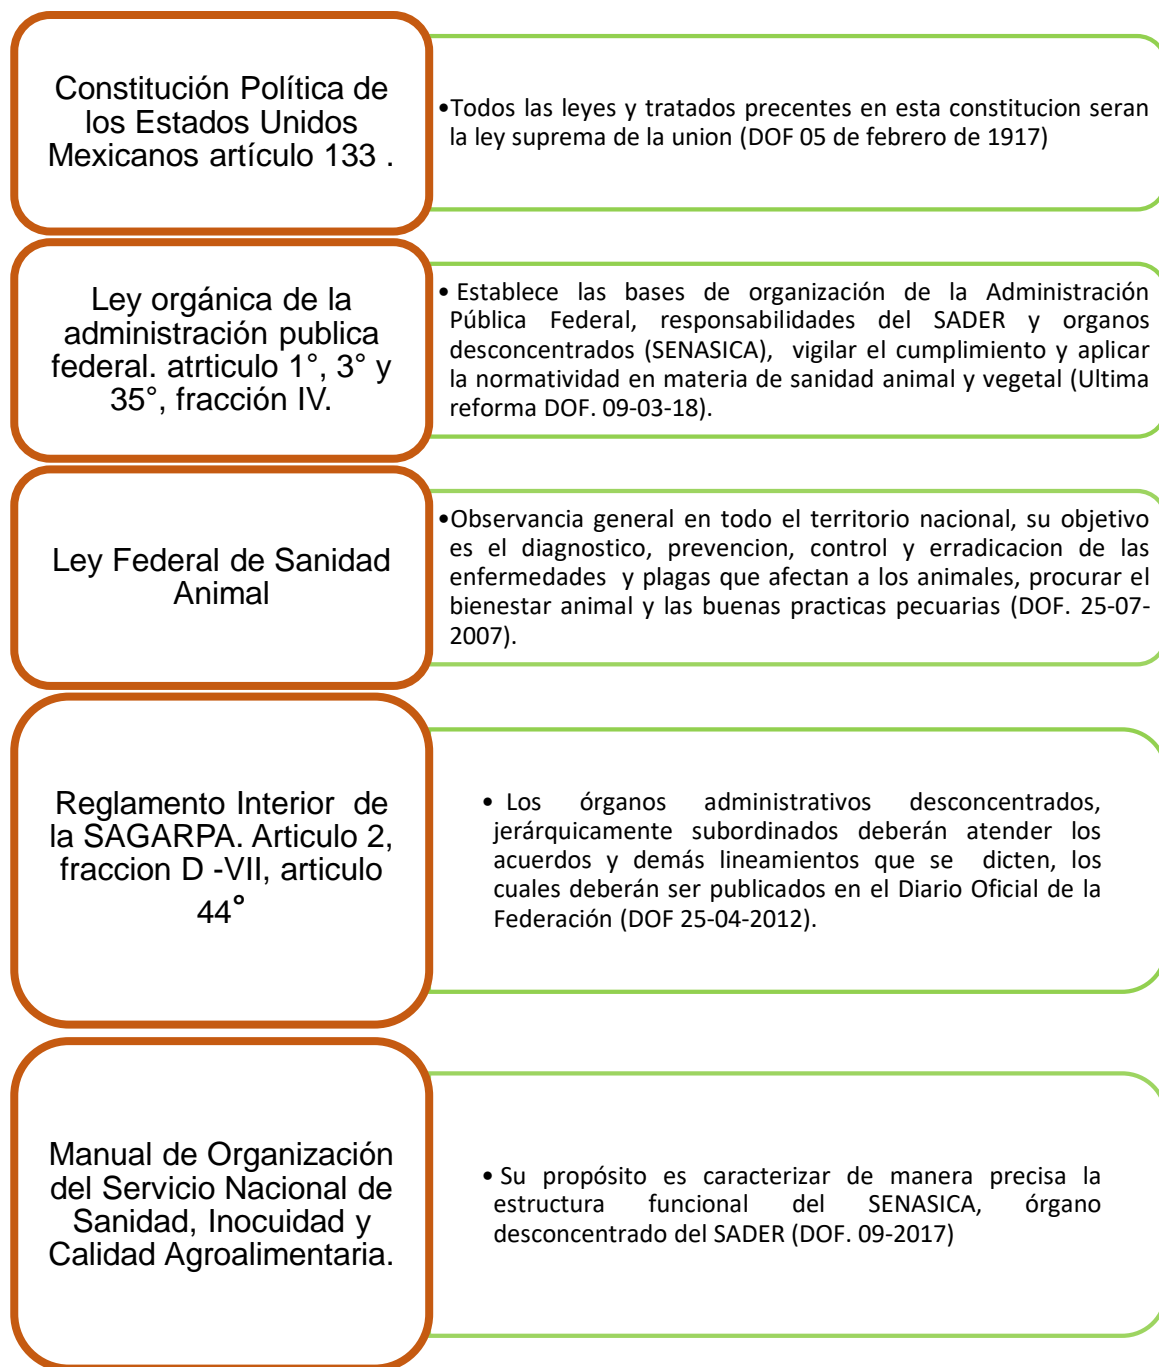 Constitución Política de
los Estados Unidos
Mexicanos artículo 133 .
•Todos las leyes y tratados precentes en esta constitucion seran
la ley suprema de la union (DOF 05 de febrero de 1917)
Ley orgánica de la
administración publica
federal. atrticulo 1°, 3° y
35°, fracción IV.
• Establece las bases de organización de la Administración
Pública Federal, responsabilidades del SADER y organos
desconcentrados (SENASICA), vigilar el cumplimiento y aplicar
la normatividad en materia de sanidad animal y vegetal (Ultima
reforma DOF. 09-03-18).
Ley Federal de Sanidad
Animal
•Observancia general en todo el territorio nacional, su objetivo
es el diagnostico, prevencion, control y erradicacion de las
enfermedades y plagas que afectan a los animales, procurar el
bienestar animal y las buenas practicas pecuarias (DOF. 25-07-
2007).
Reglamento Interior de
la SAGARPA. Articulo 2,
fraccion D -VII, articulo
44°
• Los órganos administrativos desconcentrados,
jerárquicamente subordinados deberán atender los
acuerdos y demás lineamientos que se dicten, los
cuales deberán ser publicados en el Diario Oficial de la
Federación (DOF 25-04-2012).
Manual de Organización
del Servicio Nacional de
Sanidad, Inocuidad y
Calidad Agroalimentaria.
• Su propósito es caracterizar de manera precisa la
estructura funcional del SENASICA, órgano
desconcentrado del SADER (DOF. 09-2017)